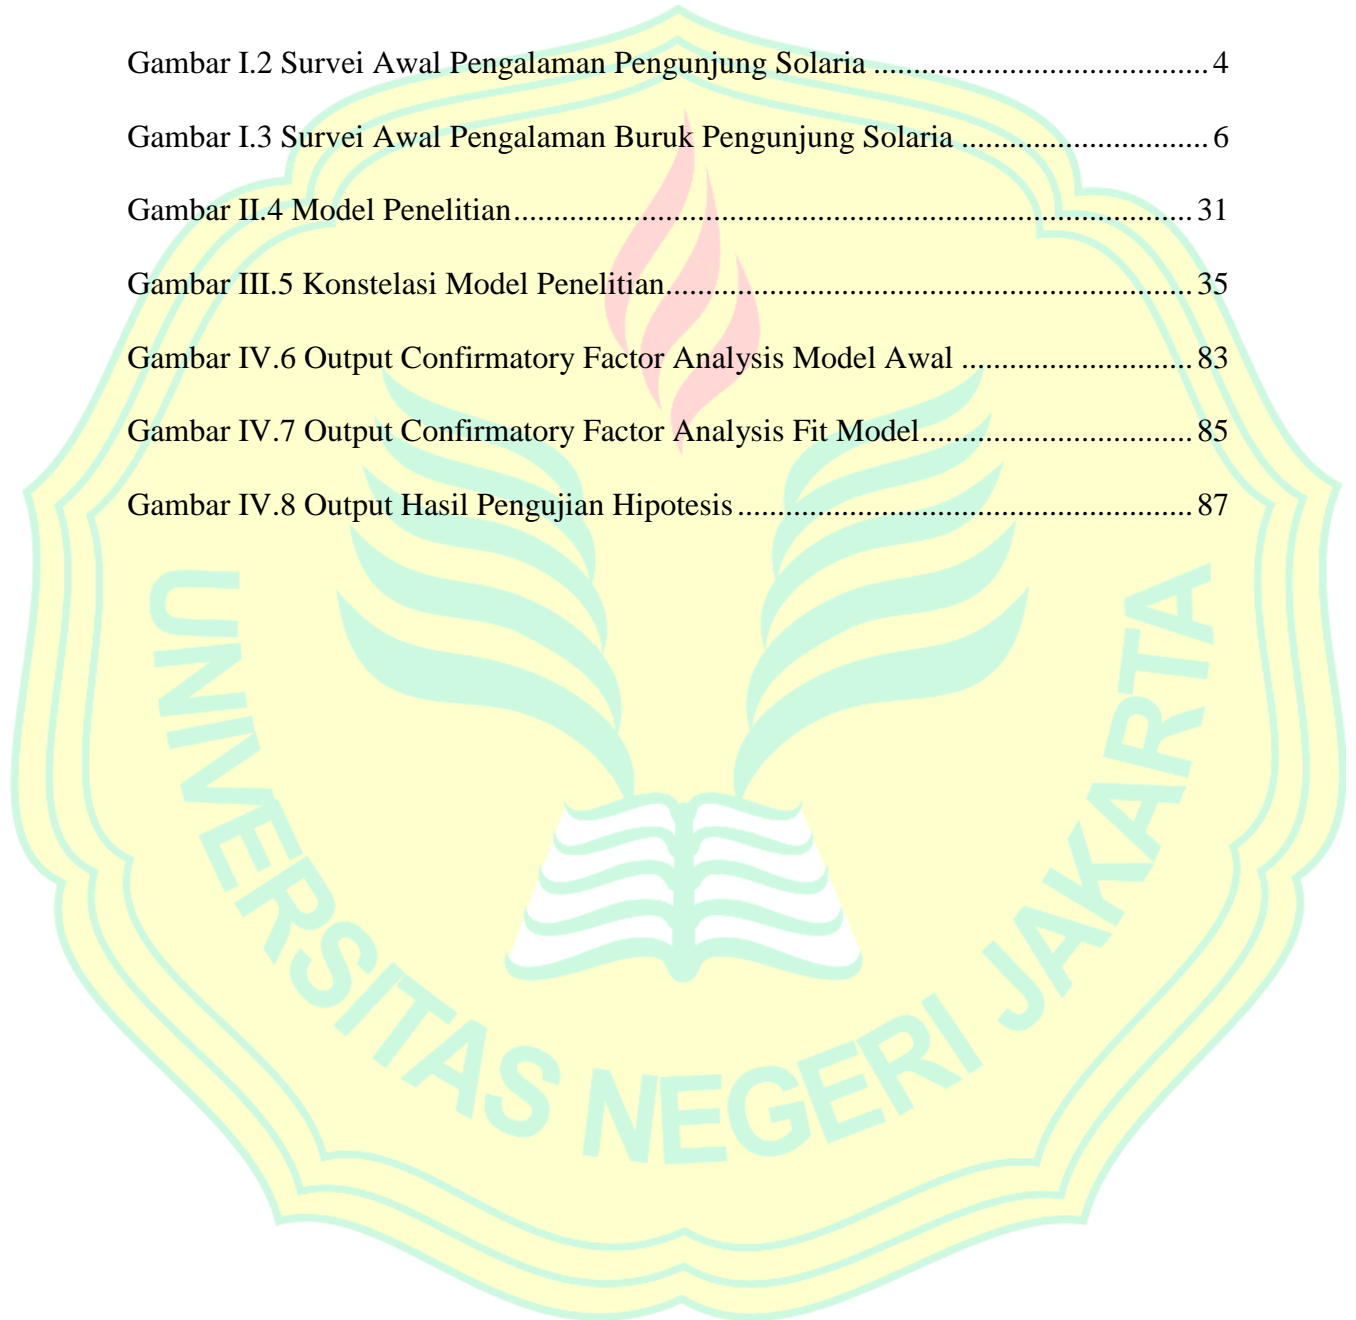 Gambar I.2 Survei Awal Pengalaman Pengunjung Solaria .......................................... 4
Gambar I.3 Survei Awal Pengalaman Buruk Pengunjung Solaria ............................... 6
Gambar II.4 Model Penelitian..................................................................................... 31
Gambar III.5 Konstelasi Model Penelitian.................................................................. 35
Gambar IV.6 Output Confirmatory Factor Analysis Model Awal ............................. 83
Gambar IV.7 Output Confirmatory Factor Analysis Fit Model.................................. 85
Gambar IV.8 Output Hasil Pengujian Hipotesis ......................................................... 87
UNIVERSITAS NEGERI JAKARTA